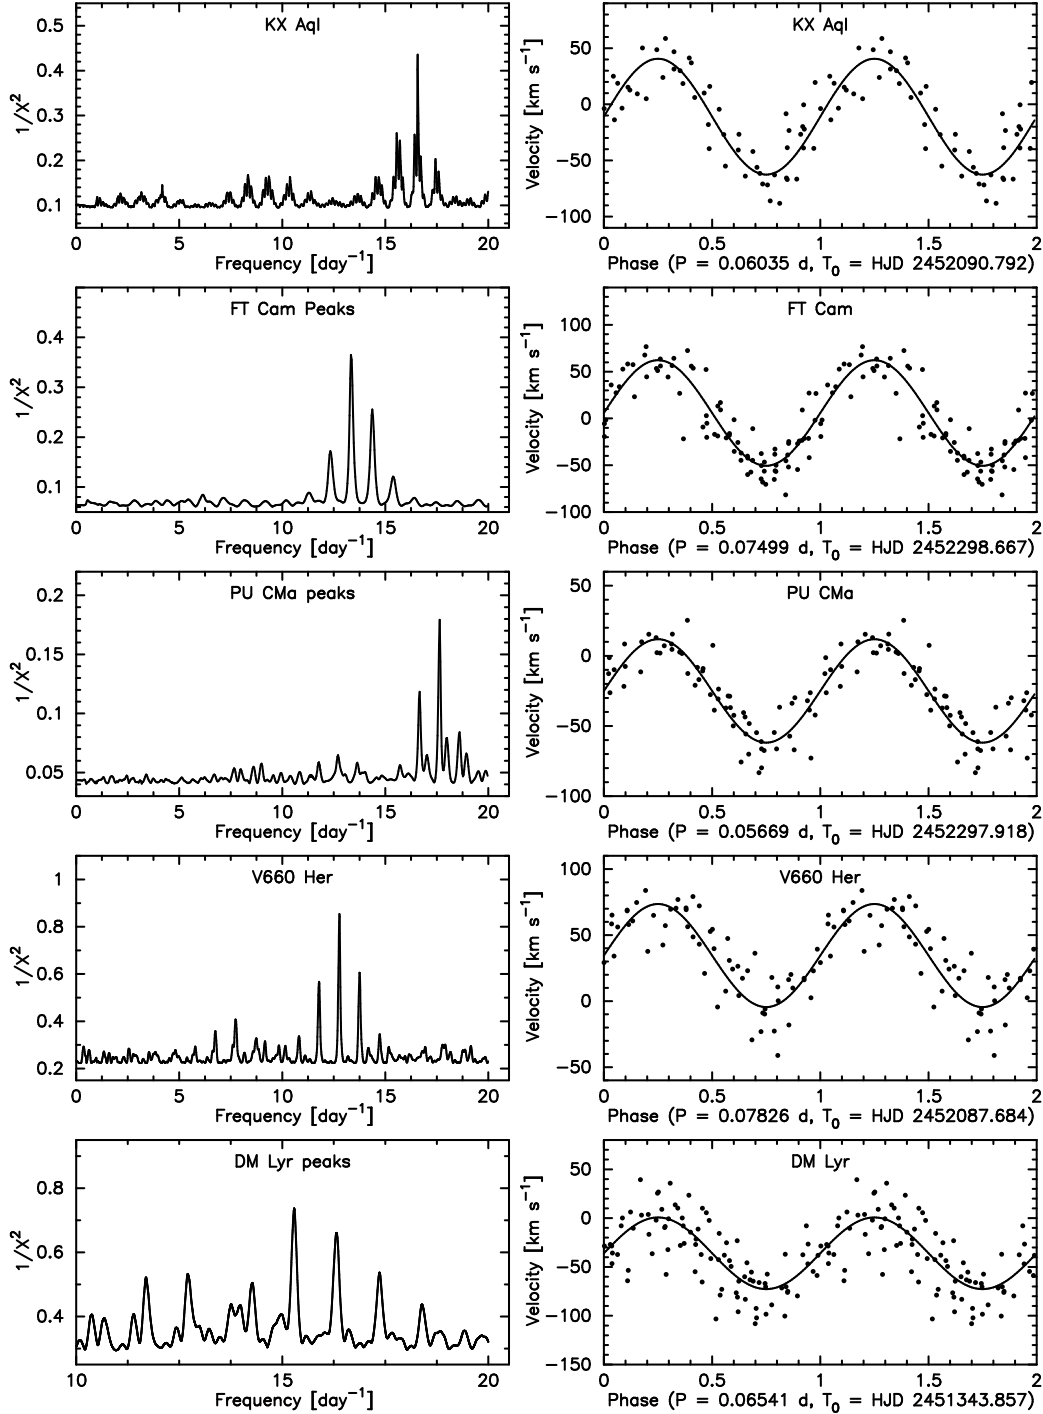 KX Aql
0.5
0.4
0.3
0.2
0.1
1/χ²
0 5 10 15 20
Frequency [day⁻¹]
KX Aql
50
0
−50
−100
Velocity [km s⁻¹]
0 0.5 1 1.5 2
Phase (P = 0.06035 d, T₀ = HJD 2452090.792)
FT Cam Peaks
0.4
0.3
0.2
0.1
1/χ²
0 5 10 15 20
Frequency [day⁻¹]
FT Cam
100
50
0
−50
−100
Velocity [km s⁻¹]
0 0.5 1 1.5 2
Phase (P = 0.07499 d, T₀ = HJD 2452298.667)
PU CMa peaks
0.2
0.15
0.1
0.05
1/χ²
0 5 10 15 20
Frequency [day⁻¹]
PU CMa
50
0
−50
−100
Velocity [km s⁻¹]
0 0.5 1 1.5 2
Phase (P = 0.05669 d, T₀ = HJD 2452297.918)
V660 Her
1
0.8
0.6
0.4
0.2
1/χ²
0 5 10 15 20
Frequency [day⁻¹]
V660 Her
100
50
0
−50
Velocity [km s⁻¹]
0 0.5 1 1.5 2
Phase (P = 0.07826 d, T₀ = HJD 2452087.684)
DM Lyr peaks
0.8
0.6
0.4
1/χ²
10 15 20
Frequency [day⁻¹]
DM Lyr
50
0
−50
−100
−150
Velocity [km s⁻¹]
0 0.5 1 1.5 2
Phase (P = 0.06541 d, T₀ = HJD 2451343.857)